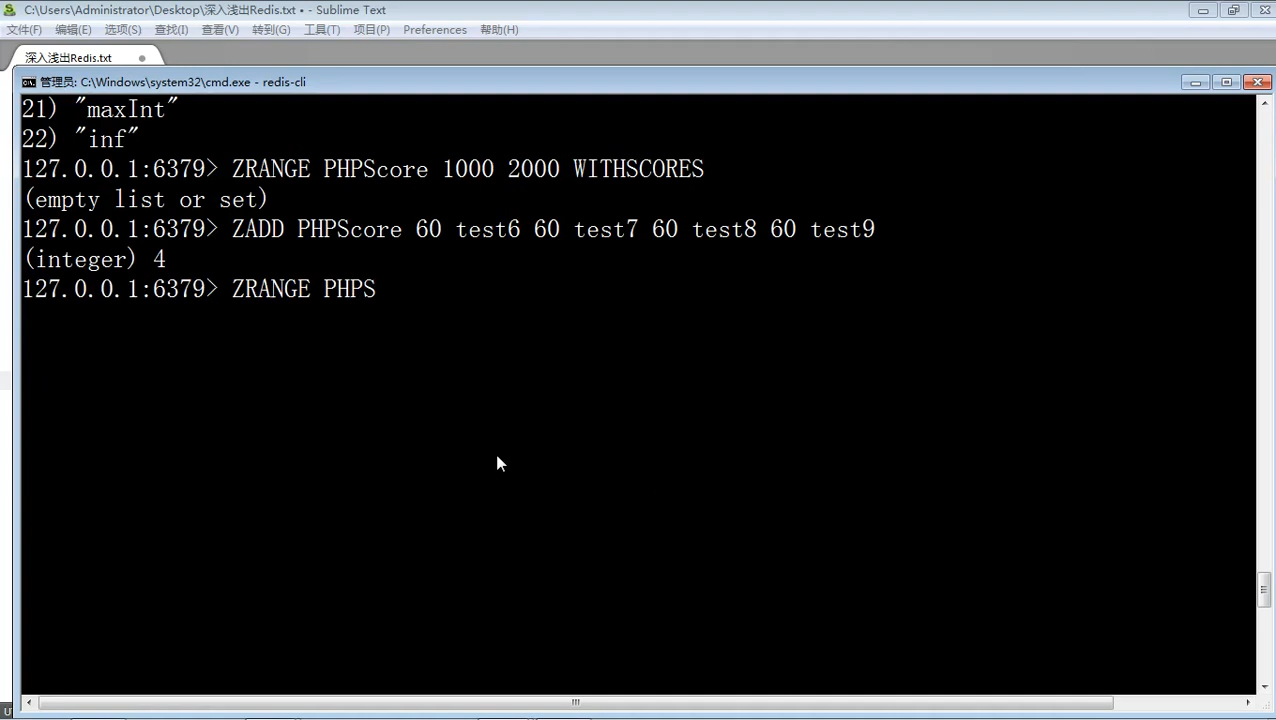 C:\Users\Administrator\Desktop\深入浅出Redis.txt • - Sublime Text
文件(F) 编辑(E) 选项(S) 查找(I) 查看(V) 转到(G) 工具(T) 项目(P) Preferences 帮助(H)
深入浅出Redis.txt
管理员: C:\Windows\system32\cmd.exe - redis-cli
21) "maxInt"
22) "inf"
127.0.0.1:6379> ZRANGE PHPScore 1000 2000 WITHSCORES
(empty list or set)
127.0.0.1:6379> ZADD PHPScore 60 test6 60 test7 60 test8 60 test9
(integer) 4
127.0.0.1:6379> ZRANGE PHPS